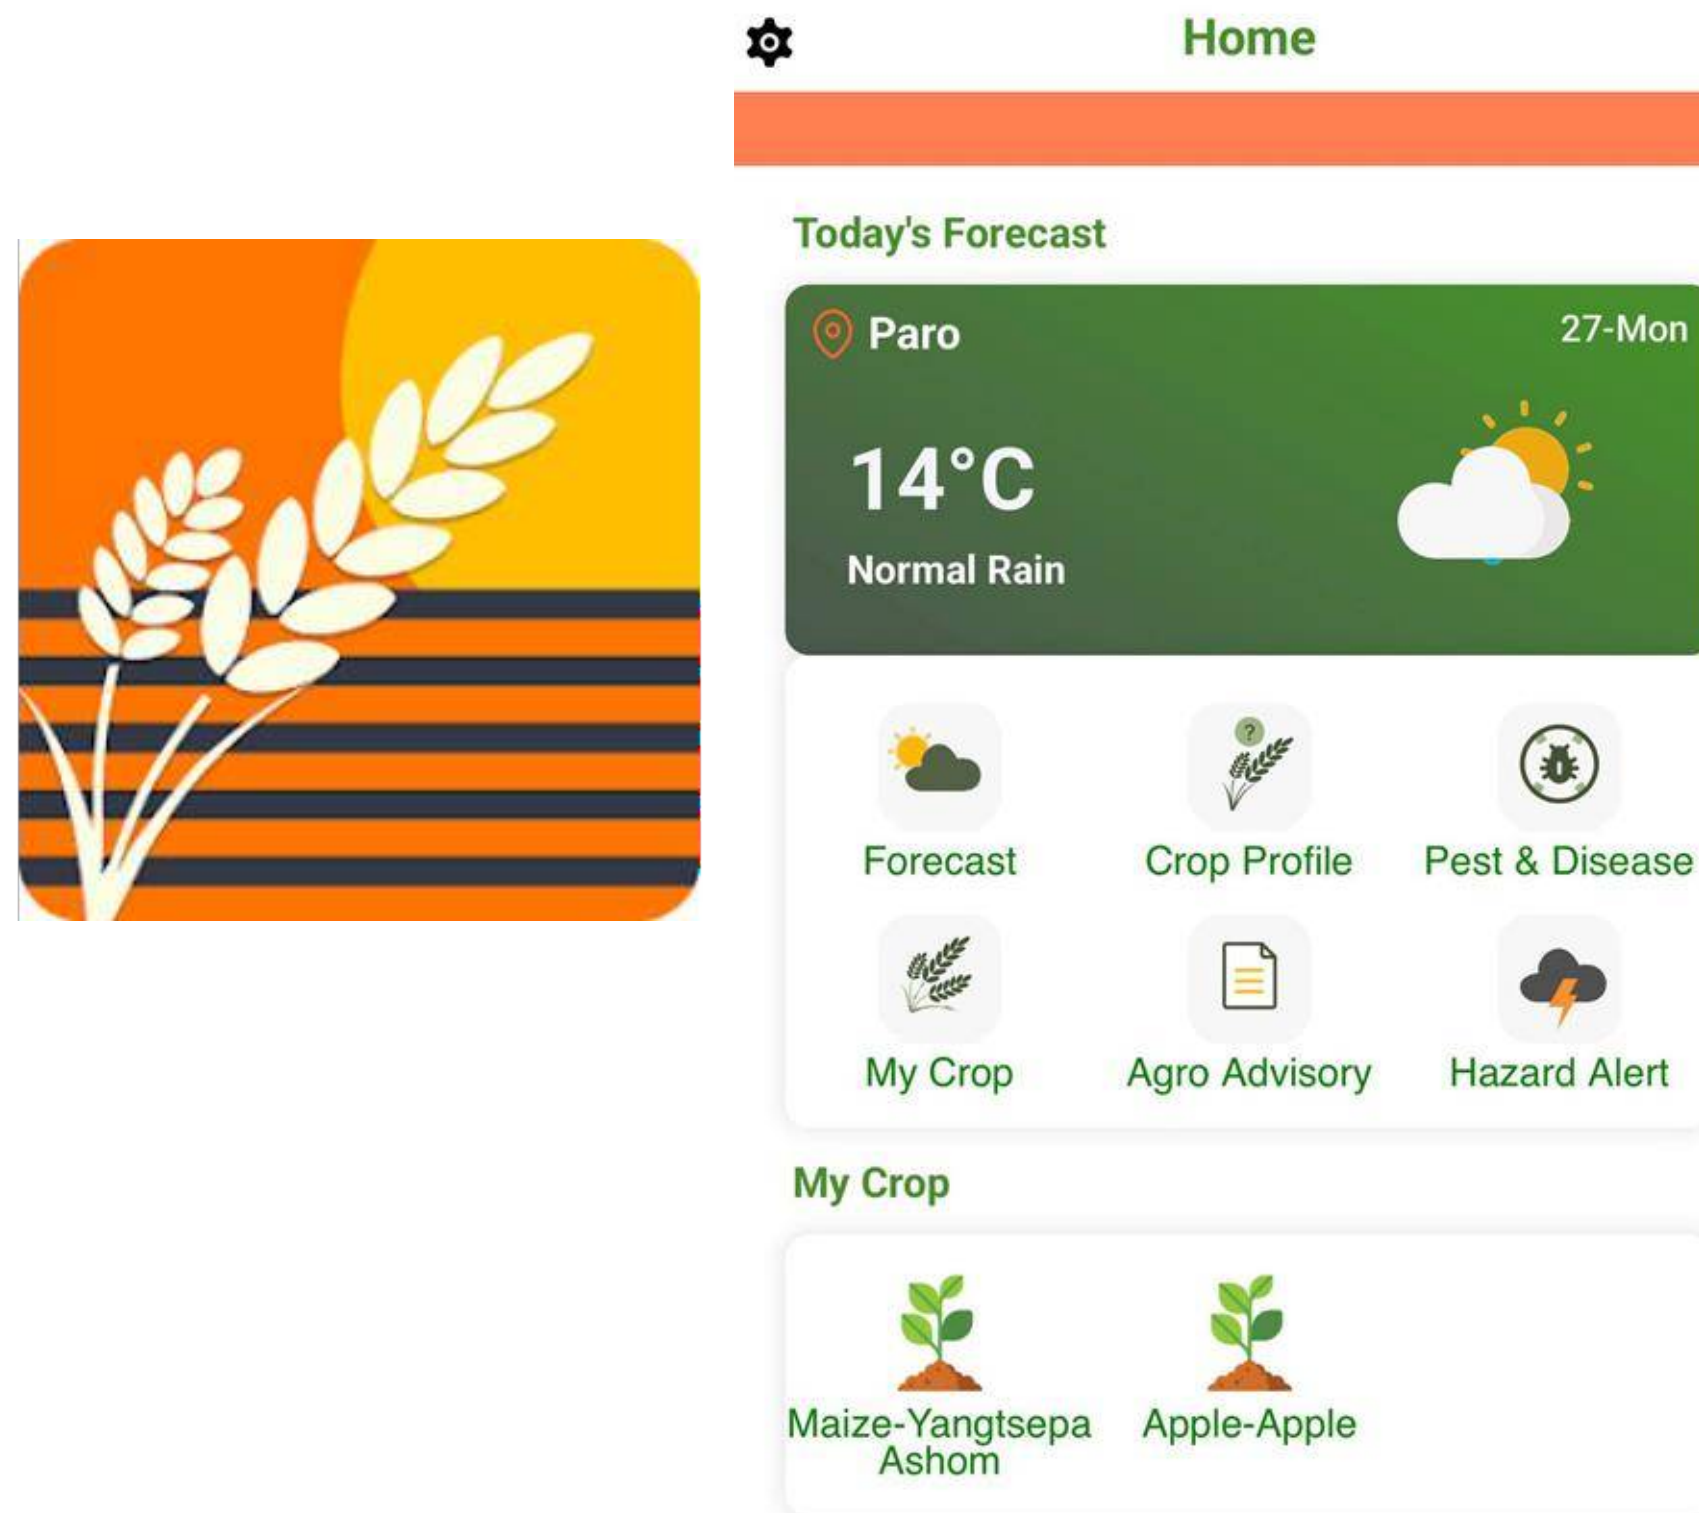 Home
Today's Forecast
Paro
27-Mon
14°C
Normal Rain
?
Forecast
Crop Profile
Pest & Disease
My Crop
Agro Advisory
Hazard Alert
My Crop
Maize-Yangtsepa
Ashom
Apple-Apple